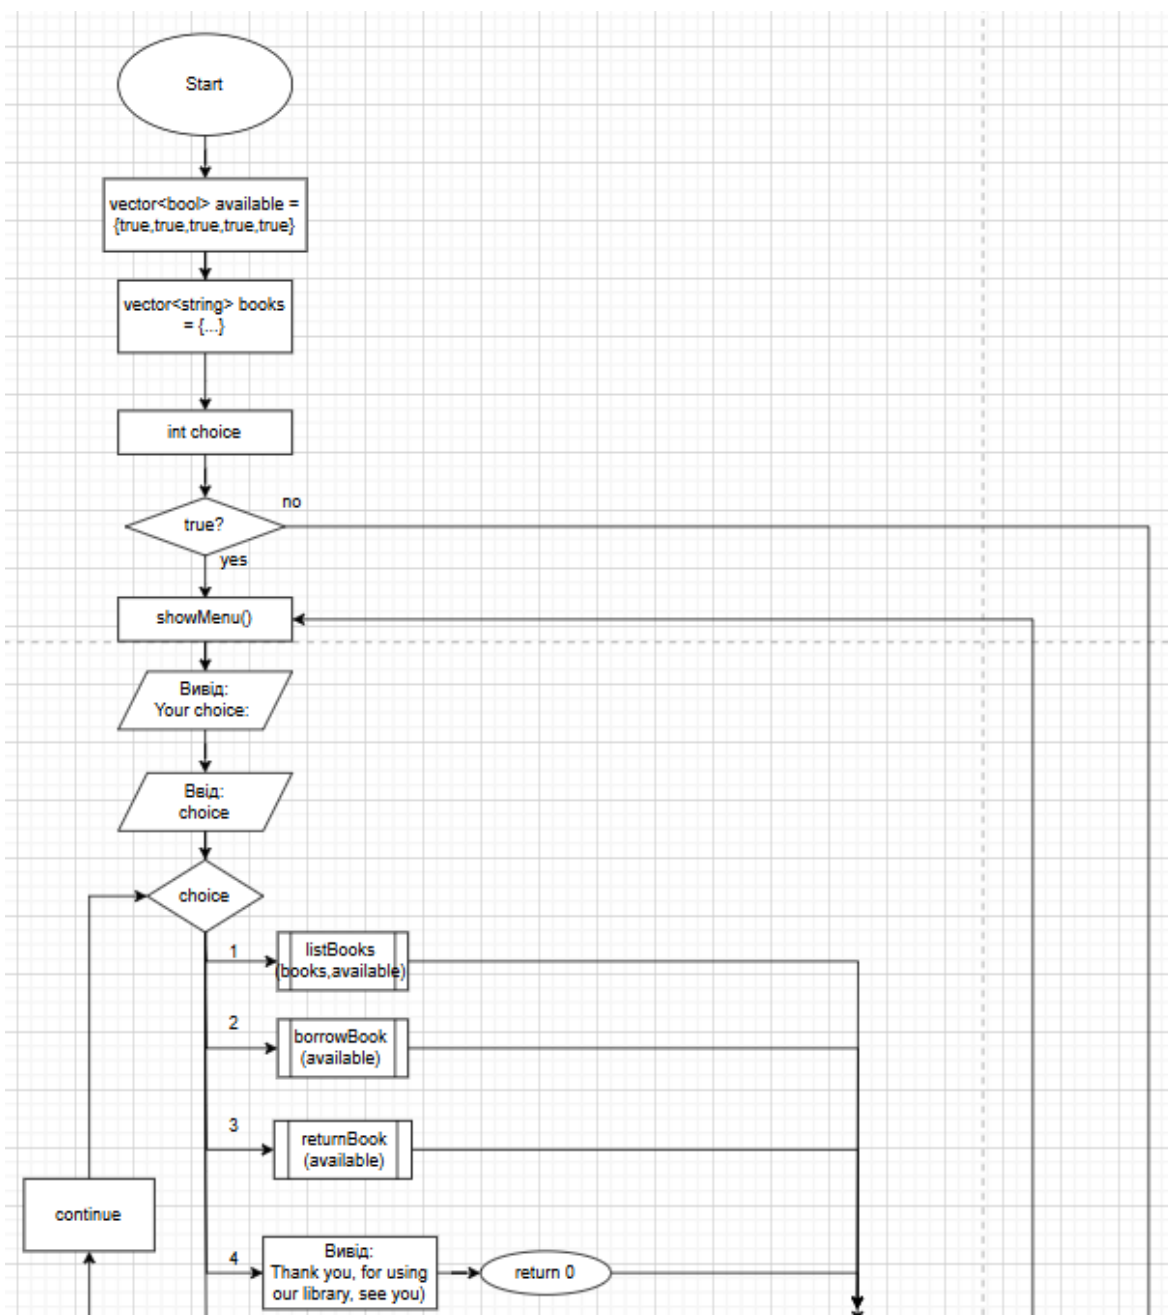 Start
vector<bool> available =
{true,true,true,true,true}
vector<string> books
= {...}
int choice
true?
no
yes
showMenu()
Вивід:
Your choice:
Ввід:
choice
choice
1
listBooks
(books,available)
2
borrowBook
(available)
3
returnBook
(available)
continue
4
Вивід:
Thank you, for using
our library, see you)
return 0